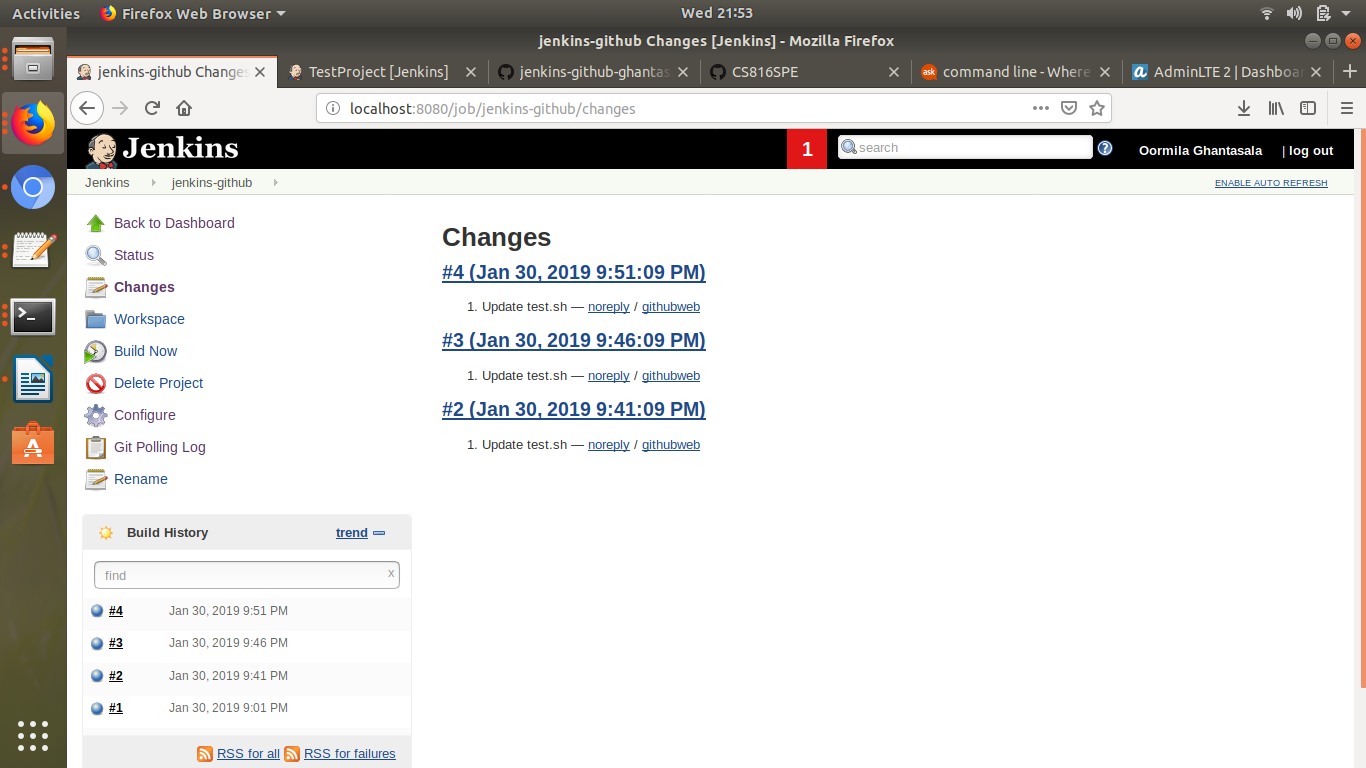 Activities Firefox Web Browser Wed 21:53
jenkins-github Changes [Jenkins] - Mozilla Firefox
jenkins-github Changes TestProject [Jenkins] jenkins-github-ghantas CS816SPE command line - Where AdminLTE 2 | Dashboa
localhost:8080/job/jenkins-github/changes
Jenkins 1 search ? Oormila Ghantasala | log out
Jenkins jenkins-github ENABLE AUTO REFRESH
Back to Dashboard
Status
Changes
Workspace
Build Now
Delete Project
Configure
Git Polling Log
Rename
Changes
#4 (Jan 30, 2019 9:51:09 PM)
1. Update test.sh — noreply / githubweb
#3 (Jan 30, 2019 9:46:09 PM)
1. Update test.sh — noreply / githubweb
#2 (Jan 30, 2019 9:41:09 PM)
1. Update test.sh — noreply / githubweb
Build History trend
find x
#4 Jan 30, 2019 9:51 PM
#3 Jan 30, 2019 9:46 PM
#2 Jan 30, 2019 9:41 PM
#1 Jan 30, 2019 9:01 PM
RSS for all RSS for failures